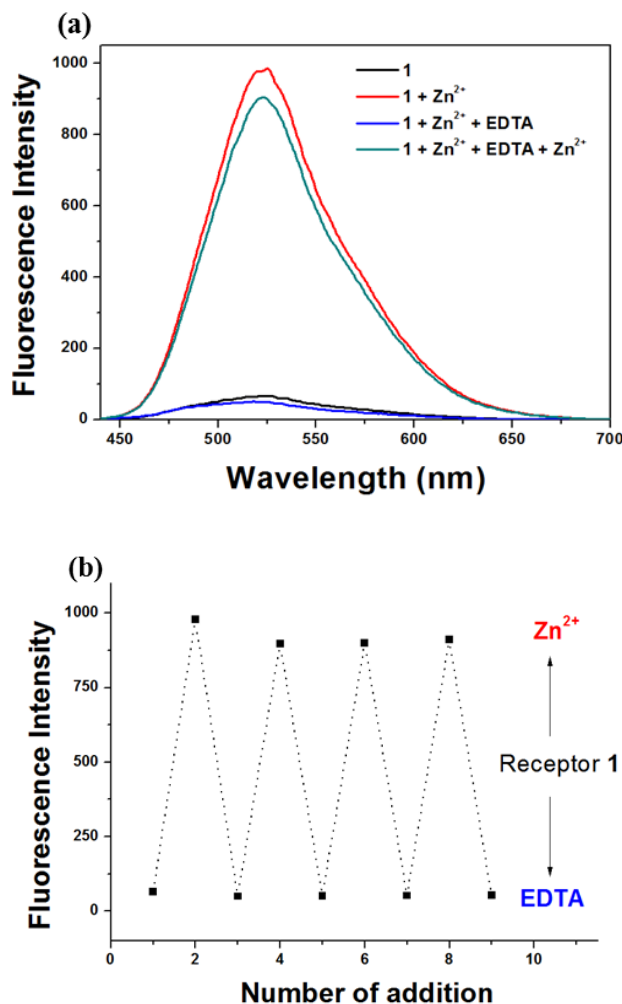 (a)
1000
800
600
400
200
0
Fluorescence Intensity
1
1 + Zn²⁺
1 + Zn²⁺ + EDTA
1 + Zn²⁺ + EDTA + Zn²⁺
450 500 550 600 650 700
Wavelength (nm)
(b)
1000
750
500
250
0
Fluorescence Intensity
Zn²⁺
Receptor 1
EDTA
0 2 4 6 8 10
Number of addition